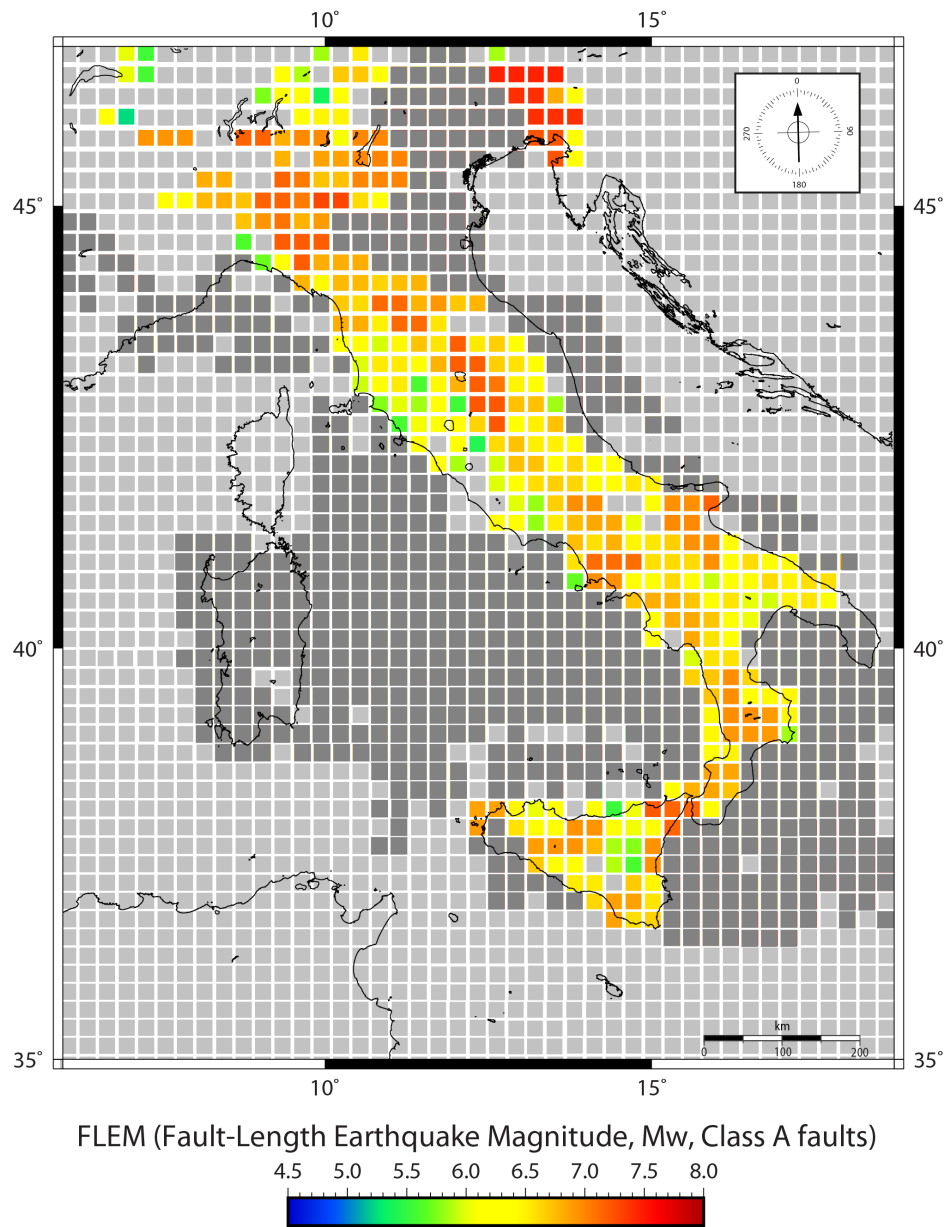 10° 15°
0
270 90
180
45° 45°
40° 40°
km
0 100 200
35° 35°
10° 15°
FLEM (Fault-Length Earthquake Magnitude, Mw, Class A faults)
4.5 5.0 5.5 6.0 6.5 7.0 7.5 8.0